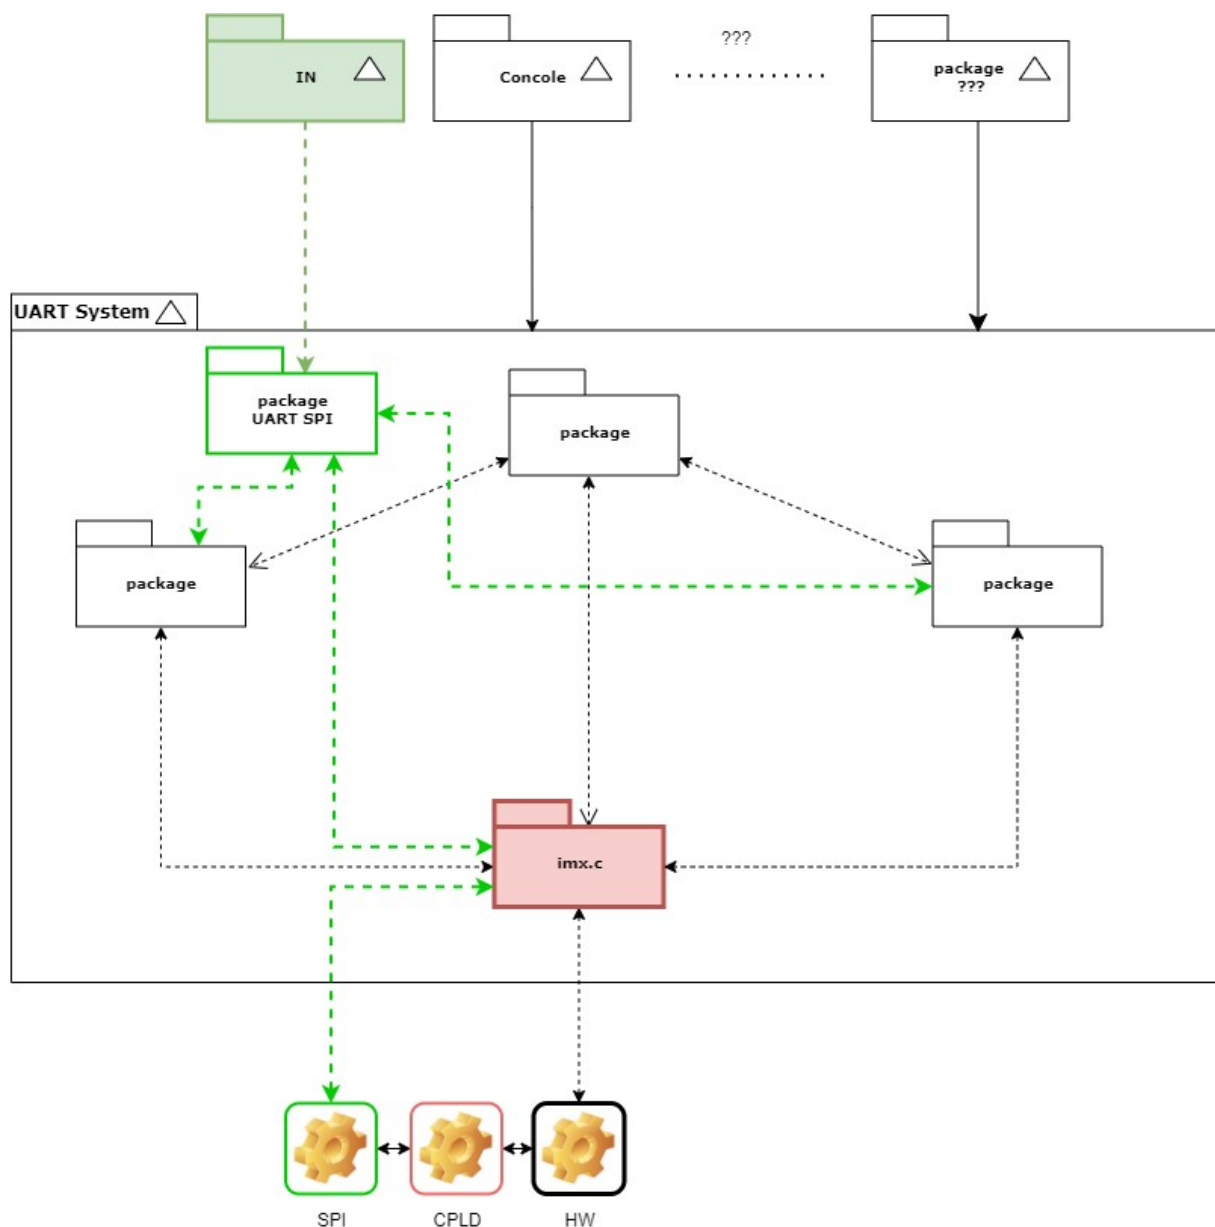 ???
IN
Concole
package
???
UART System
package
UART SPI
package
package
package
imx.c
SPI
CPLD
HW